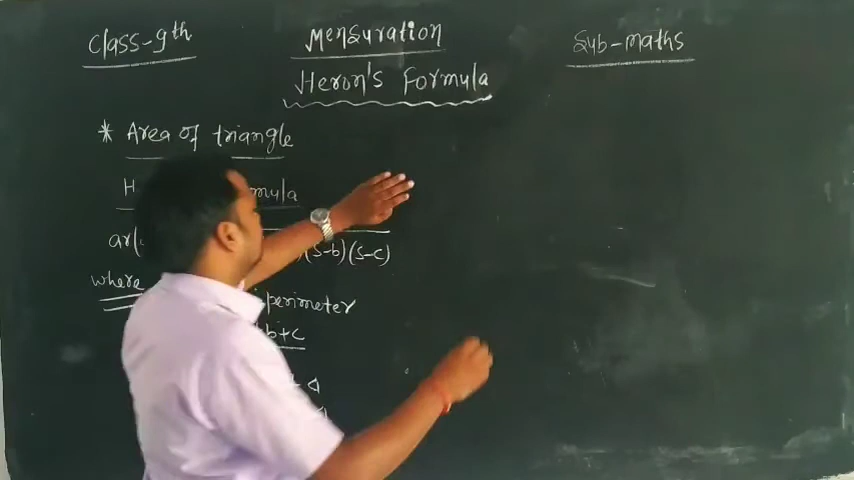 Class-9th
Mensuration
Sub-maths
Heron's Formula
* Area of triangle
H mula
ar( (s-b)(s-c)
where
perimeter
b+c